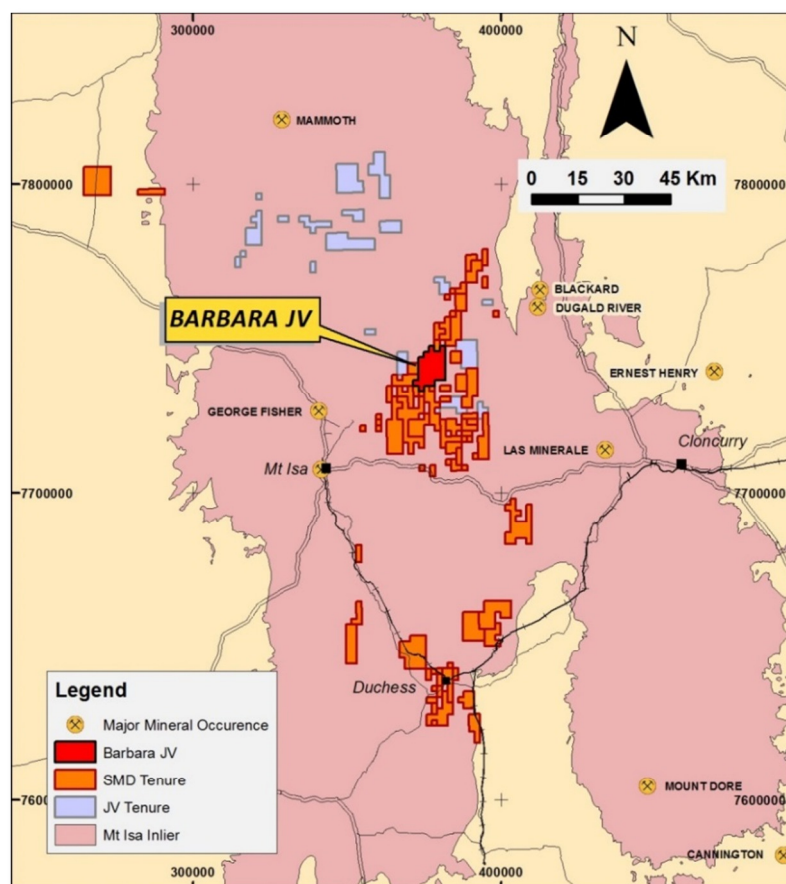 300000
400000
N
MAMMOTH
7800000
0 15 30 45 Km
7800000
BLACKARD
DUGALD RIVER
BARBARA JV
ERNEST HENRY
GEORGE FISHER
LAS MINERALE
Cloncurry
Mt Isa
7700000
7700000
Duchess
Legend
Major Mineral Occurence
Barbara JV
SMD Tenure
JV Tenure
Mt Isa Inlier
MOUNT DORE
7600000
7600000
CANNINGTON
300000
400000